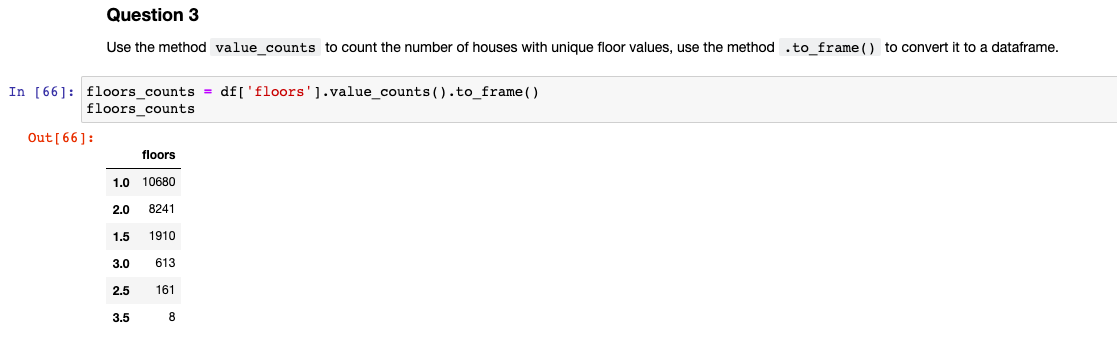 Question 3
Use the method value_counts to count the number of houses with unique floor values, use the method .to_frame() to convert it to a dataframe.
In [66]: floors_counts = df['floors'].value_counts().to_frame()
floors_counts
Out[66]:
floors
1.0 10680
2.0 8241
1.5 1910
3.0 613
2.5 161
3.5 8